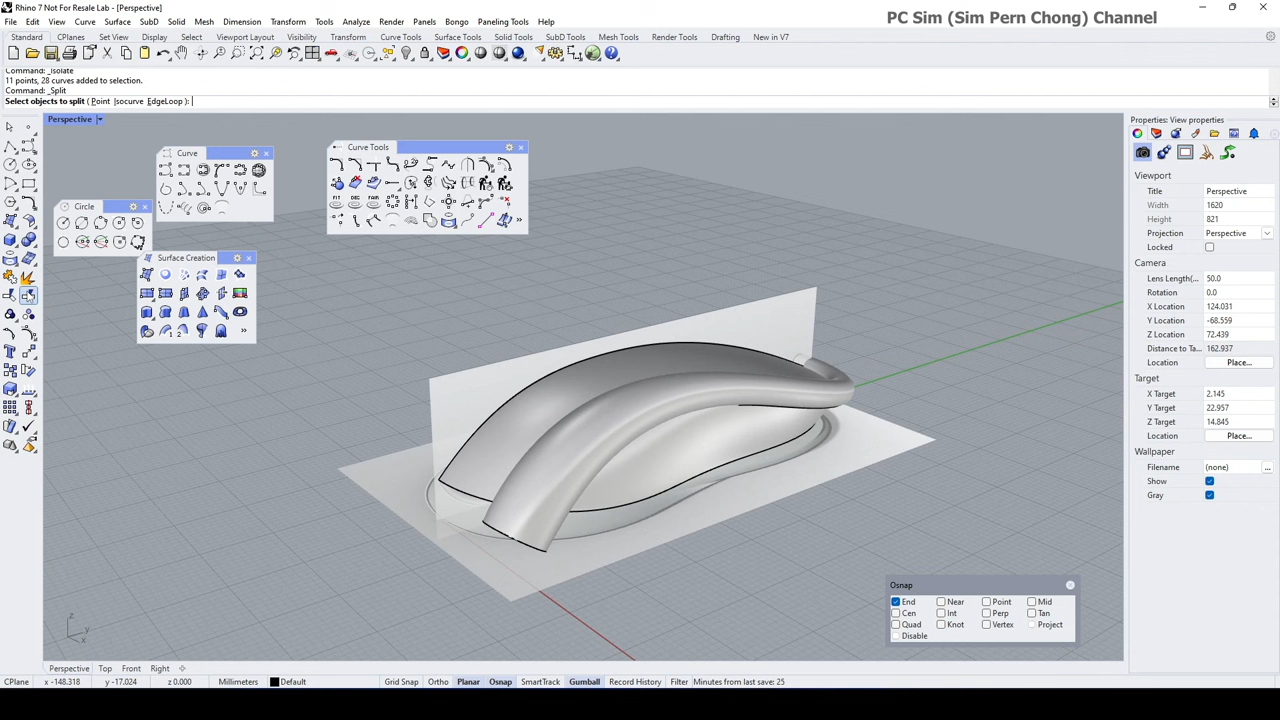 Rhino 7 Not For Resale Lab - [Perspective]
PC Sim (Sim Pern Chong) Channel
File Edit View Curve Surface SubD Solid Mesh Dimension Transform Tools Analyze Render Panels Bongo Paneling Tools Help
Standard CPlanes Set View Display Select Viewport Layout Visibility Transform Curve Tools Surface Tools Solid Tools SubD Tools Mesh Tools Render Tools Drafting New in V7
Command: _Isolate
11 points, 28 curves added to selection.
Command: _Split
Select objects to split ( Point Isocurve EdgeLoop ):
Perspective
Curve
Curve Tools
Circle
Surface Creation
FIT DEG FAIR
1 2
z
y
x
Osnap
End Near Point Mid
Cen Int Perp Tan
Quad Knot Vertex Project
Disable
Properties: View properties
Viewport
Title Perspective
Width 1620
Height 821
Projection Perspective
Locked
Camera
Lens Length(... 50.0
Rotation 0.0
X Location 124.031
Y Location -68.559
Z Location 72.439
Distance to Ta... 162.937
Location Place...
Target
X Target 2.145
Y Target 22.957
Z Target 14.845
Location Place...
Wallpaper
Filename (none) ...
Show
Gray
Perspective Top Front Right
CPlane x -148.318 y -17.024 z 0.000 Millimeters Default Grid Snap Ortho Planar Osnap SmartTrack Gumball Record History Filter Minutes from last save: 25